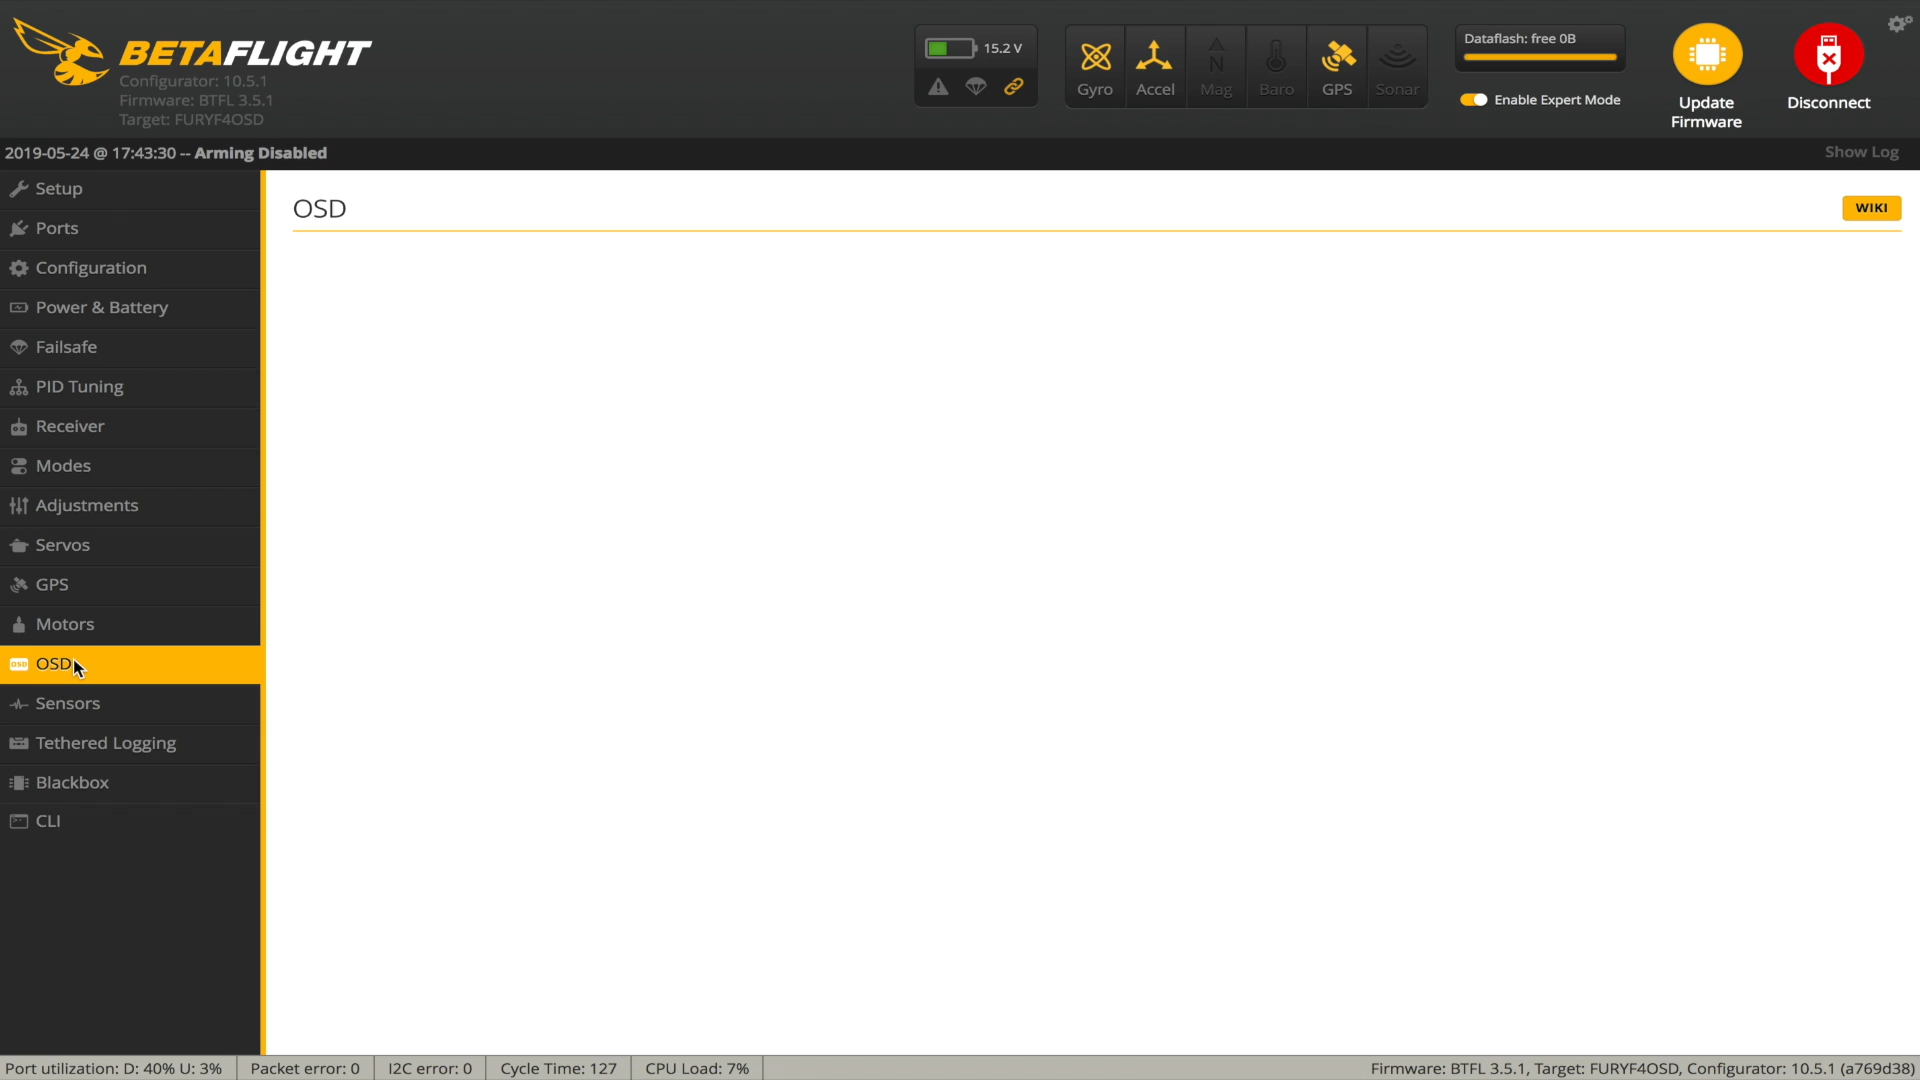 BETAFLIGHT
Configurator: 10.5.1
Firmware: BTFL 3.5.1
Target: FURYF4OSD
15.2 V
Gyro
Accel
N
Mag
Baro
GPS
Sonar
Dataflash: free 0B
Enable Expert Mode
Update
Firmware
Disconnect
2019-05-24 @ 17:43:30 -- Arming Disabled
Show Log
Setup
Ports
Configuration
Power & Battery
Failsafe
PID Tuning
Receiver
Modes
Adjustments
Servos
GPS
Motors
OSD OSD
Sensors
Tethered Logging
Blackbox
CLI
OSD
WIKI
Port utilization: D: 40% U: 3%
Packet error: 0
I2C error: 0
Cycle Time: 127
CPU Load: 7%
Firmware: BTFL 3.5.1, Target: FURYF4OSD, Configurator: 10.5.1 (a769d38)